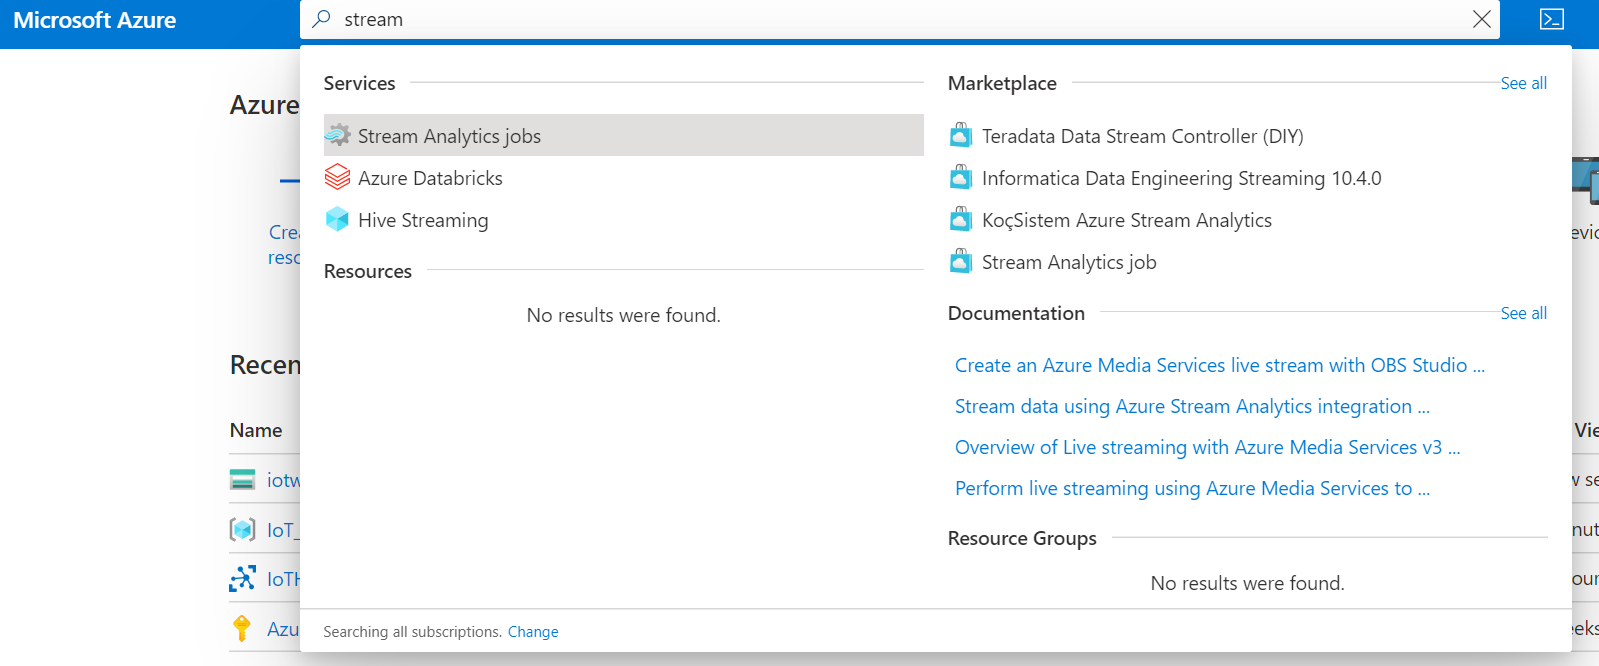 Microsoft Azure
stream
Azure
Services
Stream Analytics jobs
Azure Databricks
Hive Streaming
Resources
No results were found.
Marketplace
See all
Teradata Data Stream Controller (DIY)
Informatica Data Engineering Streaming 10.4.0
KoçSistem Azure Stream Analytics
Stream Analytics job
Documentation
See all
Create an Azure Media Services live stream with OBS Studio ...
Stream data using Azure Stream Analytics integration ...
Overview of Live streaming with Azure Media Services v3 ...
Perform live streaming using Azure Media Services to ...
Resource Groups
No results were found.
Searching all subscriptions. Change
Name